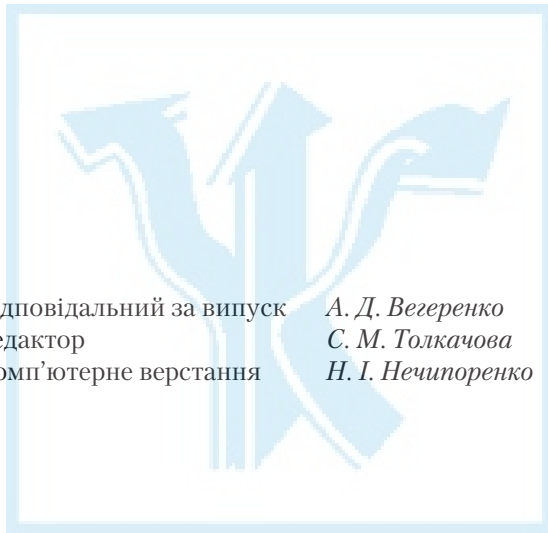 дповідальний за випуск А. Д. Вегеренко
едактор С. М. Толкачова
омп’ютерне верстання Н. І. Нечипоренко